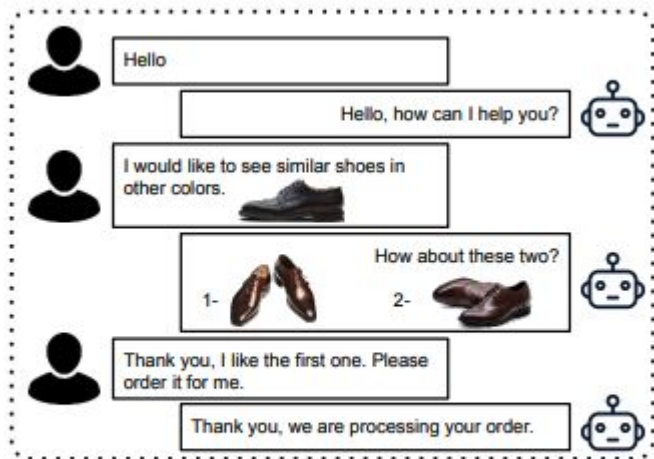 Hello
Hello, how can I help you?
I would like to see similar shoes in
other colors.
How about these two?
1-
2-
Thank you, I like the first one. Please
order it for me.
Thank you, we are processing your order.